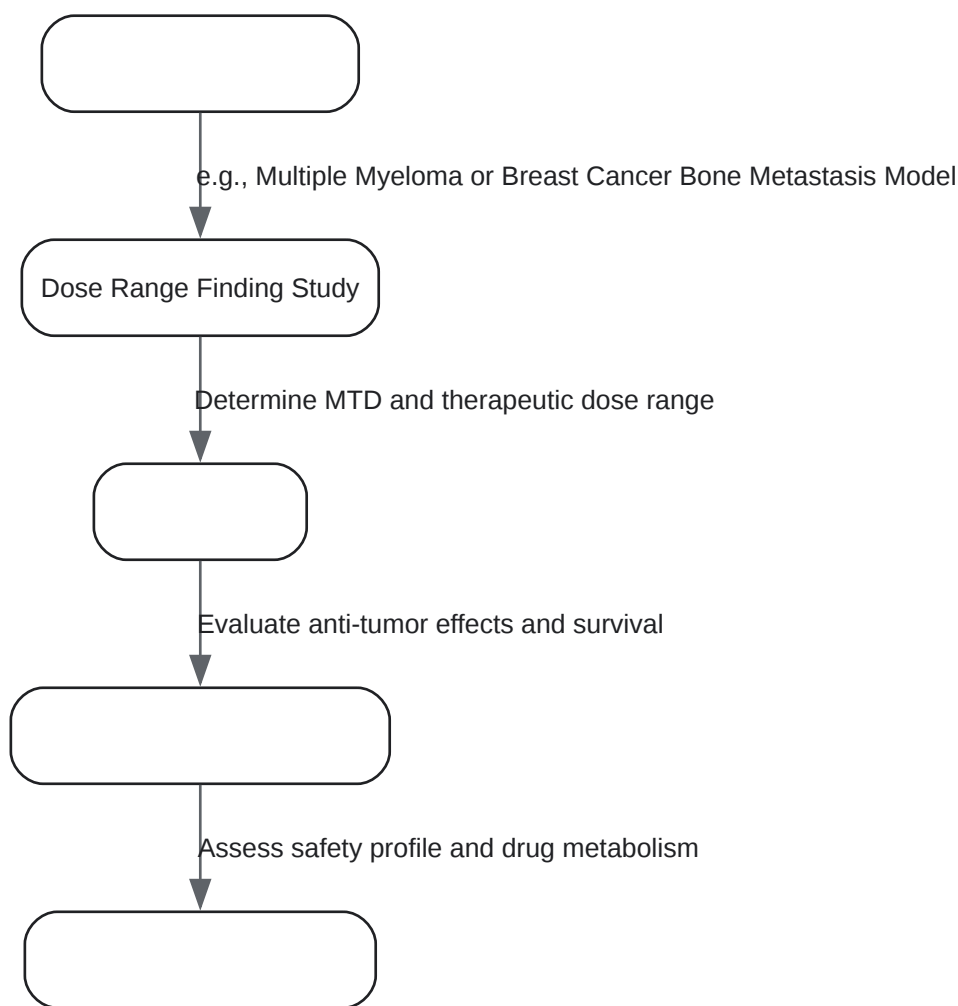 e.g., Multiple Myeloma or Breast Cancer Bone Metastasis Model
Dose Range Finding Study
Determine MTD and therapeutic dose range
Evaluate anti-tumor effects and survival
Assess safety profile and drug metabolism